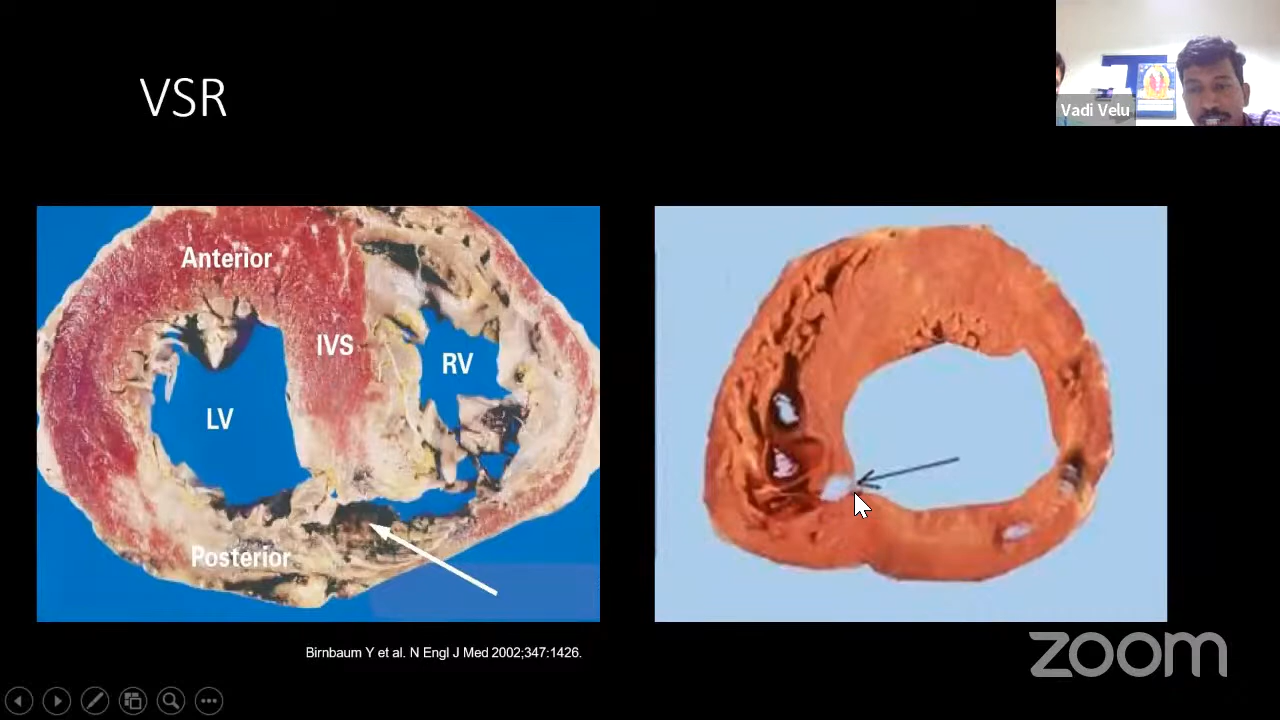 VSR
Vadi Velu
Anterior
IVS
RV
LV
Posterior
Birnbaum Y et al. N Engl J Med 2002;347:1426.
zoom